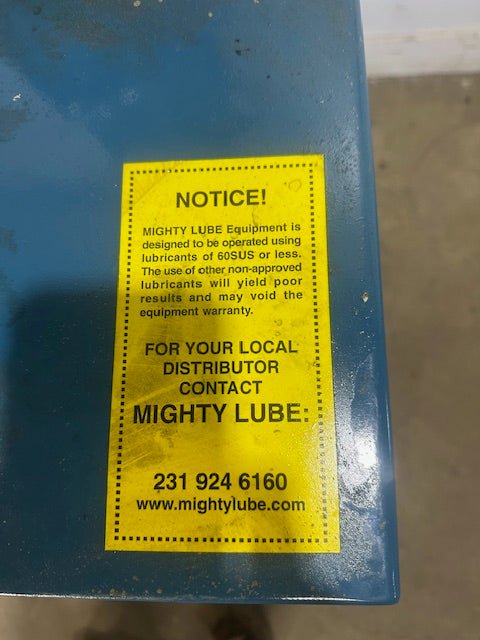 NOTICE!
MIGHTY LUBE Equipment is
designed to be operated using
lubricants of 60SUS or less.
The use of other non-approved
lubricants will yield poor
results and may void the
equipment warranty.
FOR YOUR LOCAL
DISTRIBUTOR
CONTACT
MIGHTY LUBE:
231 924 6160
www.mightylube.com